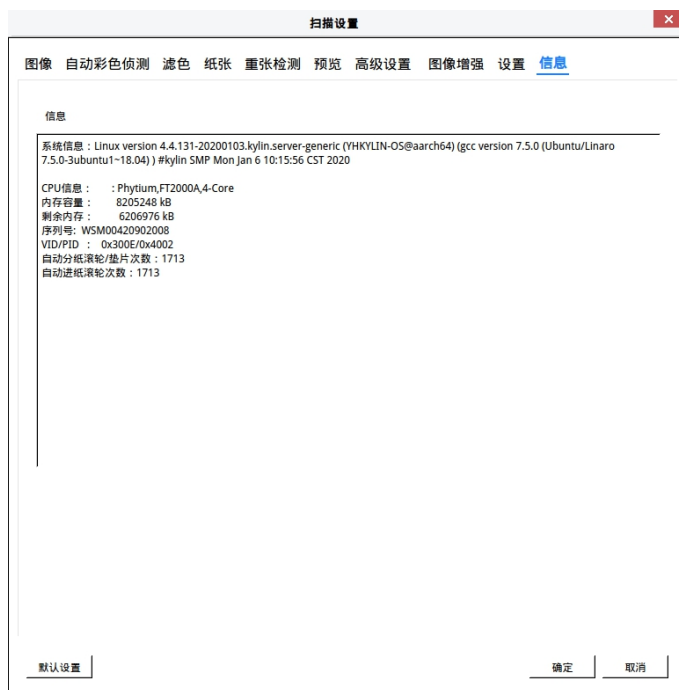 扫描设置
图像 自动彩色侦测 滤色 纸张 重张检测 预览 高级设置 图像增强 设置 信息
信息
系统信息：Linux version 4.4.131-20200103.kylin.server-generic (YHKYLIN-OS@aarch64) (gcc version 7.5.0 (Ubuntu/Linaro
7.5.0-3ubuntu1~18.04) ) #kylin SMP Mon Jan 6 10:15:56 CST 2020
CPU信息： : Phytium,FT2000A,4-Core
内存容量： 8205248 kB
剩余内存： 6206976 kB
序列号: WSM00420902008
VID/PID ： 0x300E/0x4002
自动分纸滚轮/垫片次数：1713
自动进纸滚轮次数：1713
默认设置 确定 取消